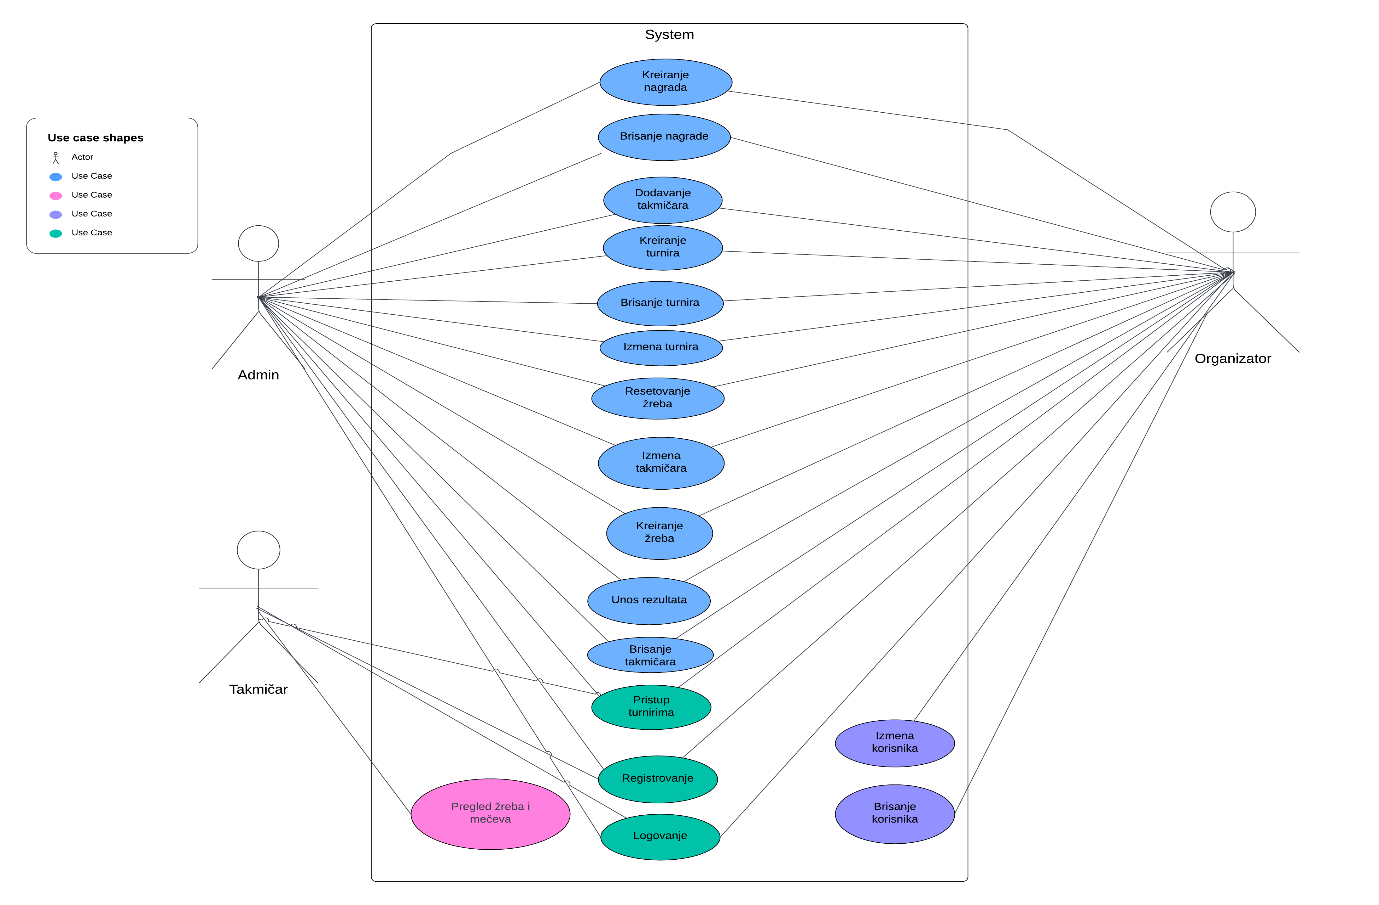 System
Kreiranje
nagrada
Brisanje nagrade
Use case shapes
Actor
Use Case
Use Case
Use Case
Use Case
Dodavanje
takmičara
Kreiranje
turnira
Brisanje turnira
Izmena turnira
Admin
Organizator
Resetovanje
žreba
Izmena
takmičara
Kreiranje
žreba
Unos rezultata
Brisanje
takmičara
Takmičar
Pristup
turnirima
Izmena
korisnika
Registrovanje
Pregled žreba i
mečeva
Brisanje
korisnika
Logovanje